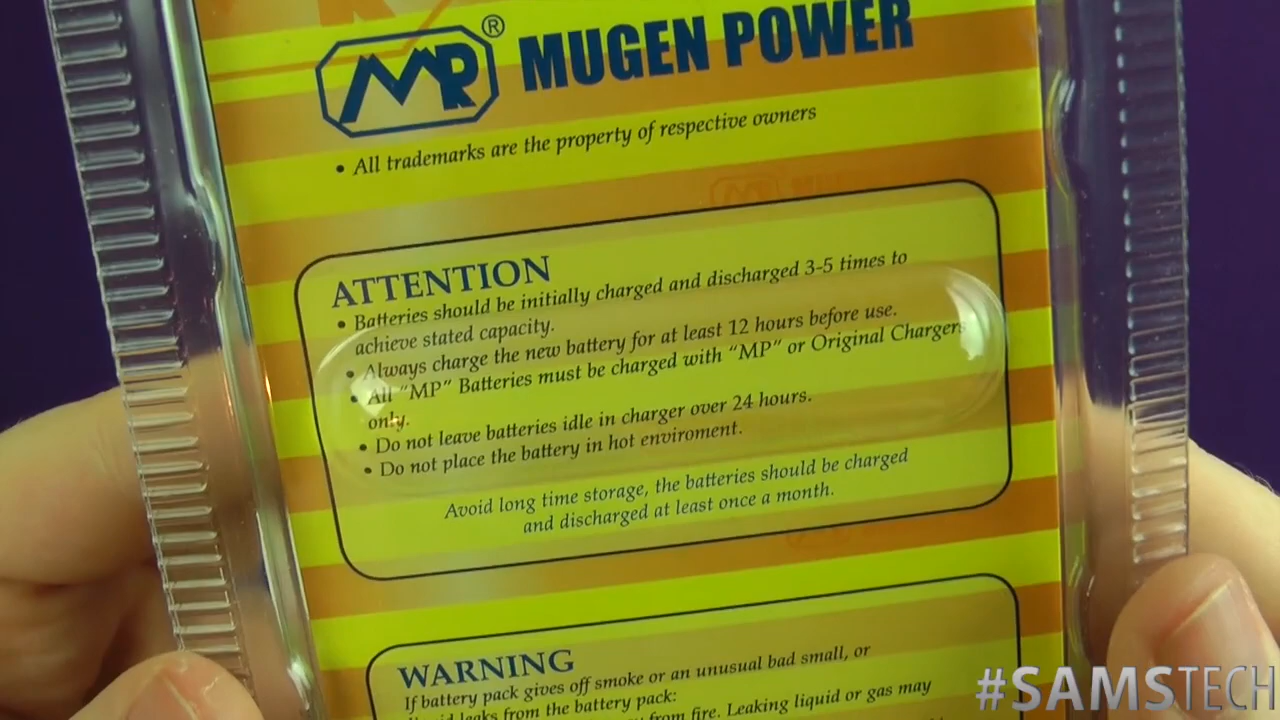 MP® MUGEN POWER
• All trademarks are the property of respective owners
ATTENTION
• Batteries should be initially charged and discharged 3-5 times to
achieve stated capacity.
• Always charge the new battery for at least 12 hours before use.
• All “MP” Batteries must be charged with “MP” or Original Chargers
only.
• Do not leave batteries idle in charger over 24 hours.
• Do not place the battery in hot enviroment.
Avoid long time storage, the batteries should be charged
and discharged at least once a month.
WARNING
If battery pack gives off smoke or an unusual bad small, or
leaks from the battery pack:
from fire. Leaking liquid or gas may
#SAMSTECH